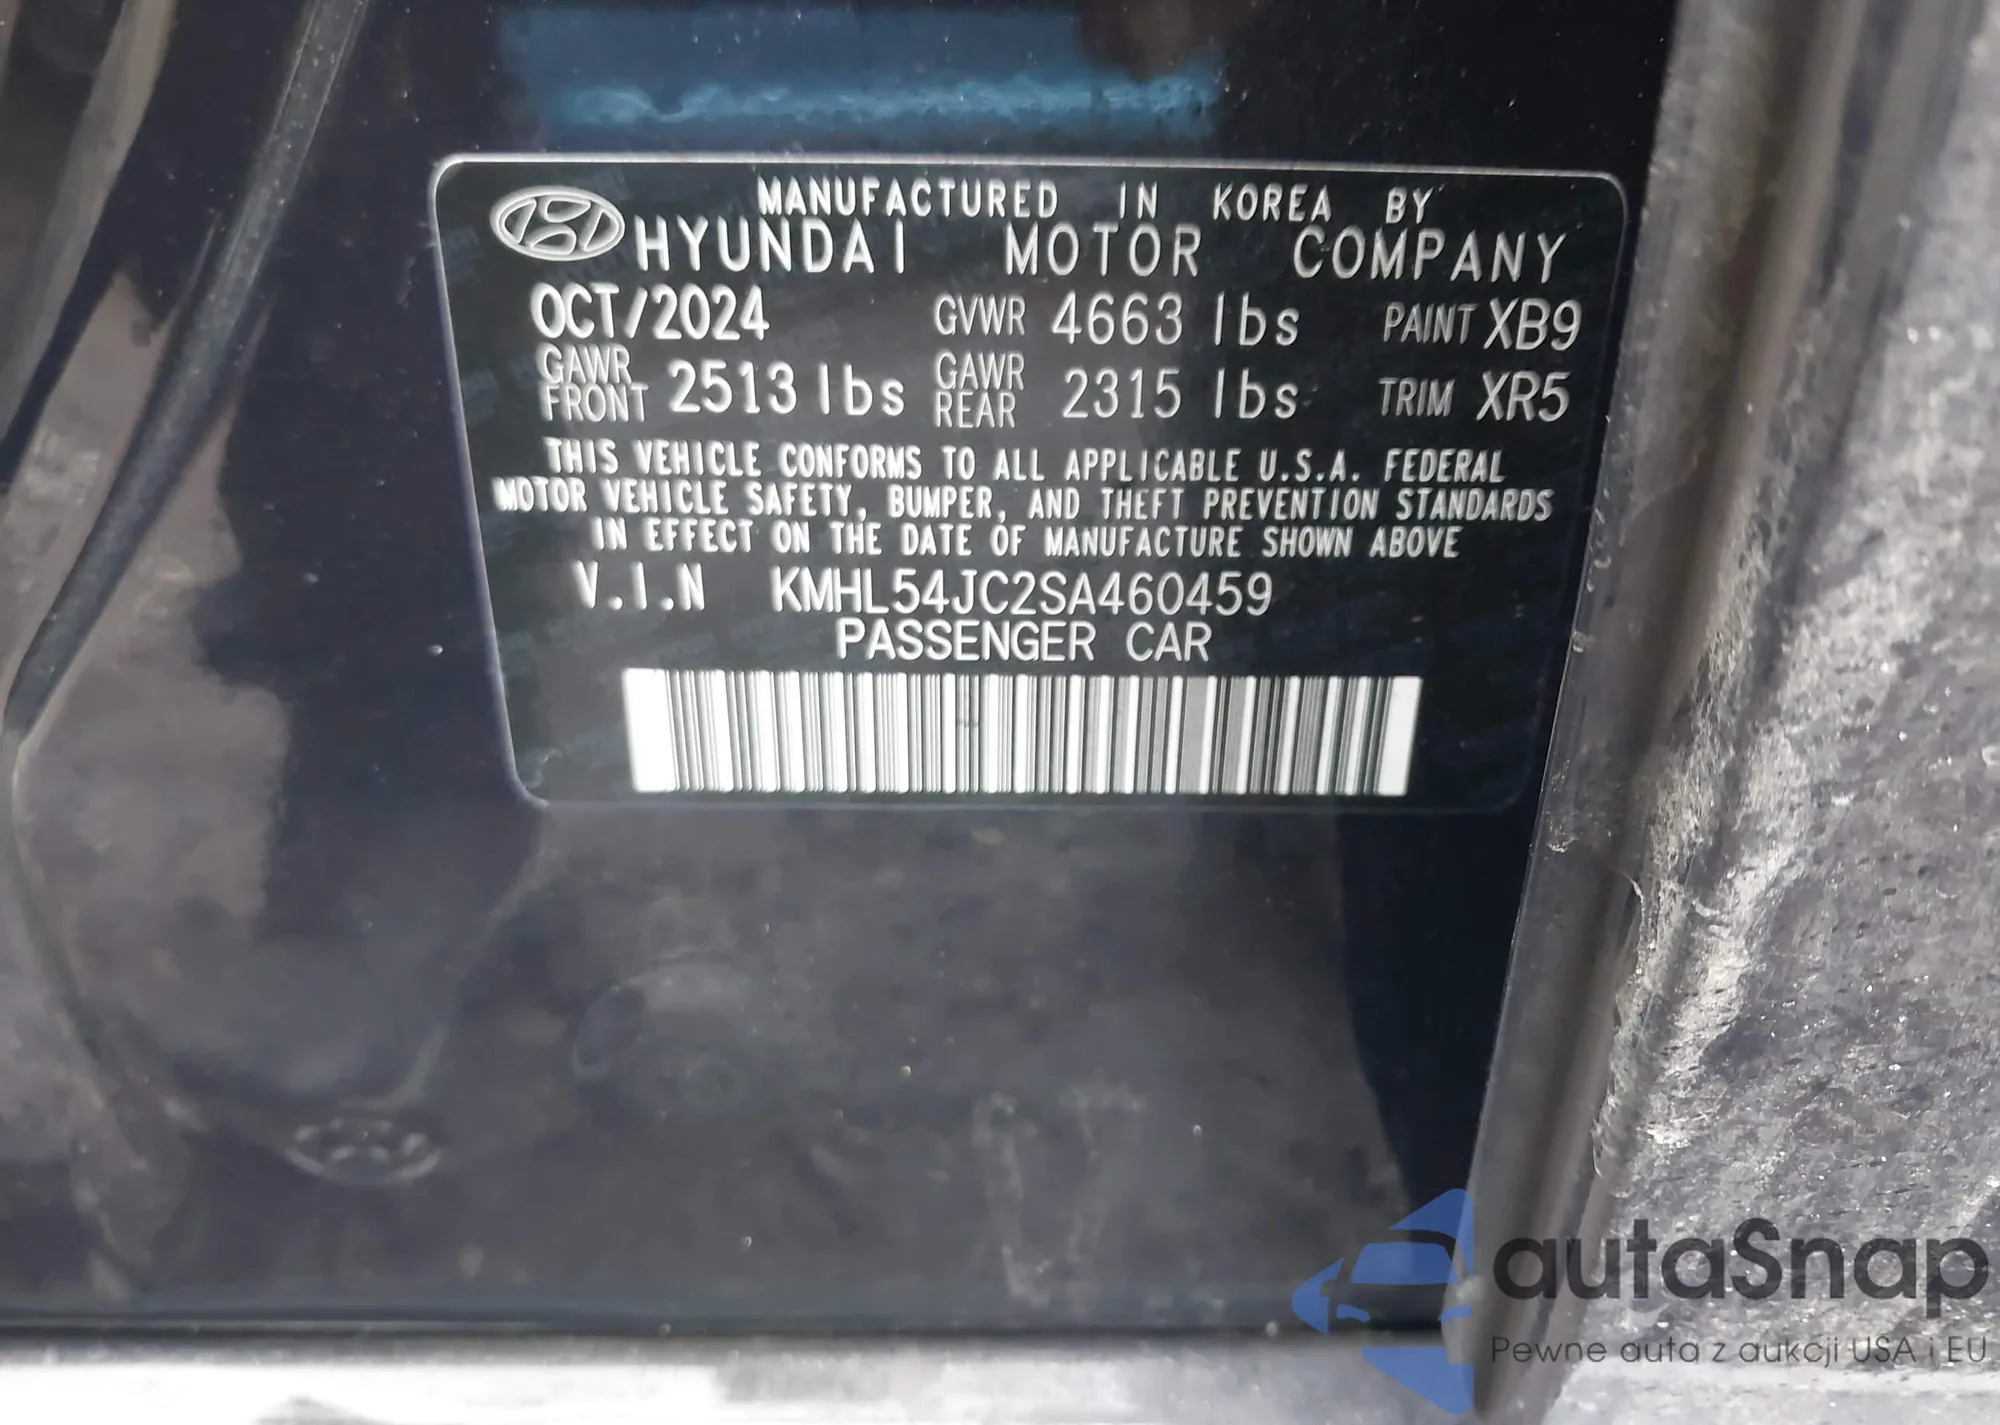 MANUFACTURED IN KOREA BY
HYUNDAI MOTOR COMPANY
OCT/2024 GVWR 4663 lbs PAINT XB9
GAWR FRONT 2513 lbs GAWR REAR 2315 lbs TRIM XR5
THIS VEHICLE CONFORMS TO ALL APPLICABLE U.S.A. FEDERAL
MOTOR VEHICLE SAFETY, BUMPER, AND THEFT PREVENTION STANDARDS
IN EFFECT ON THE DATE OF MANUFACTURE SHOWN ABOVE
V.I.N KMHL54JC2SA460459
PASSENGER CAR
autaSnap
Pewne auta z aukcji USA i EU